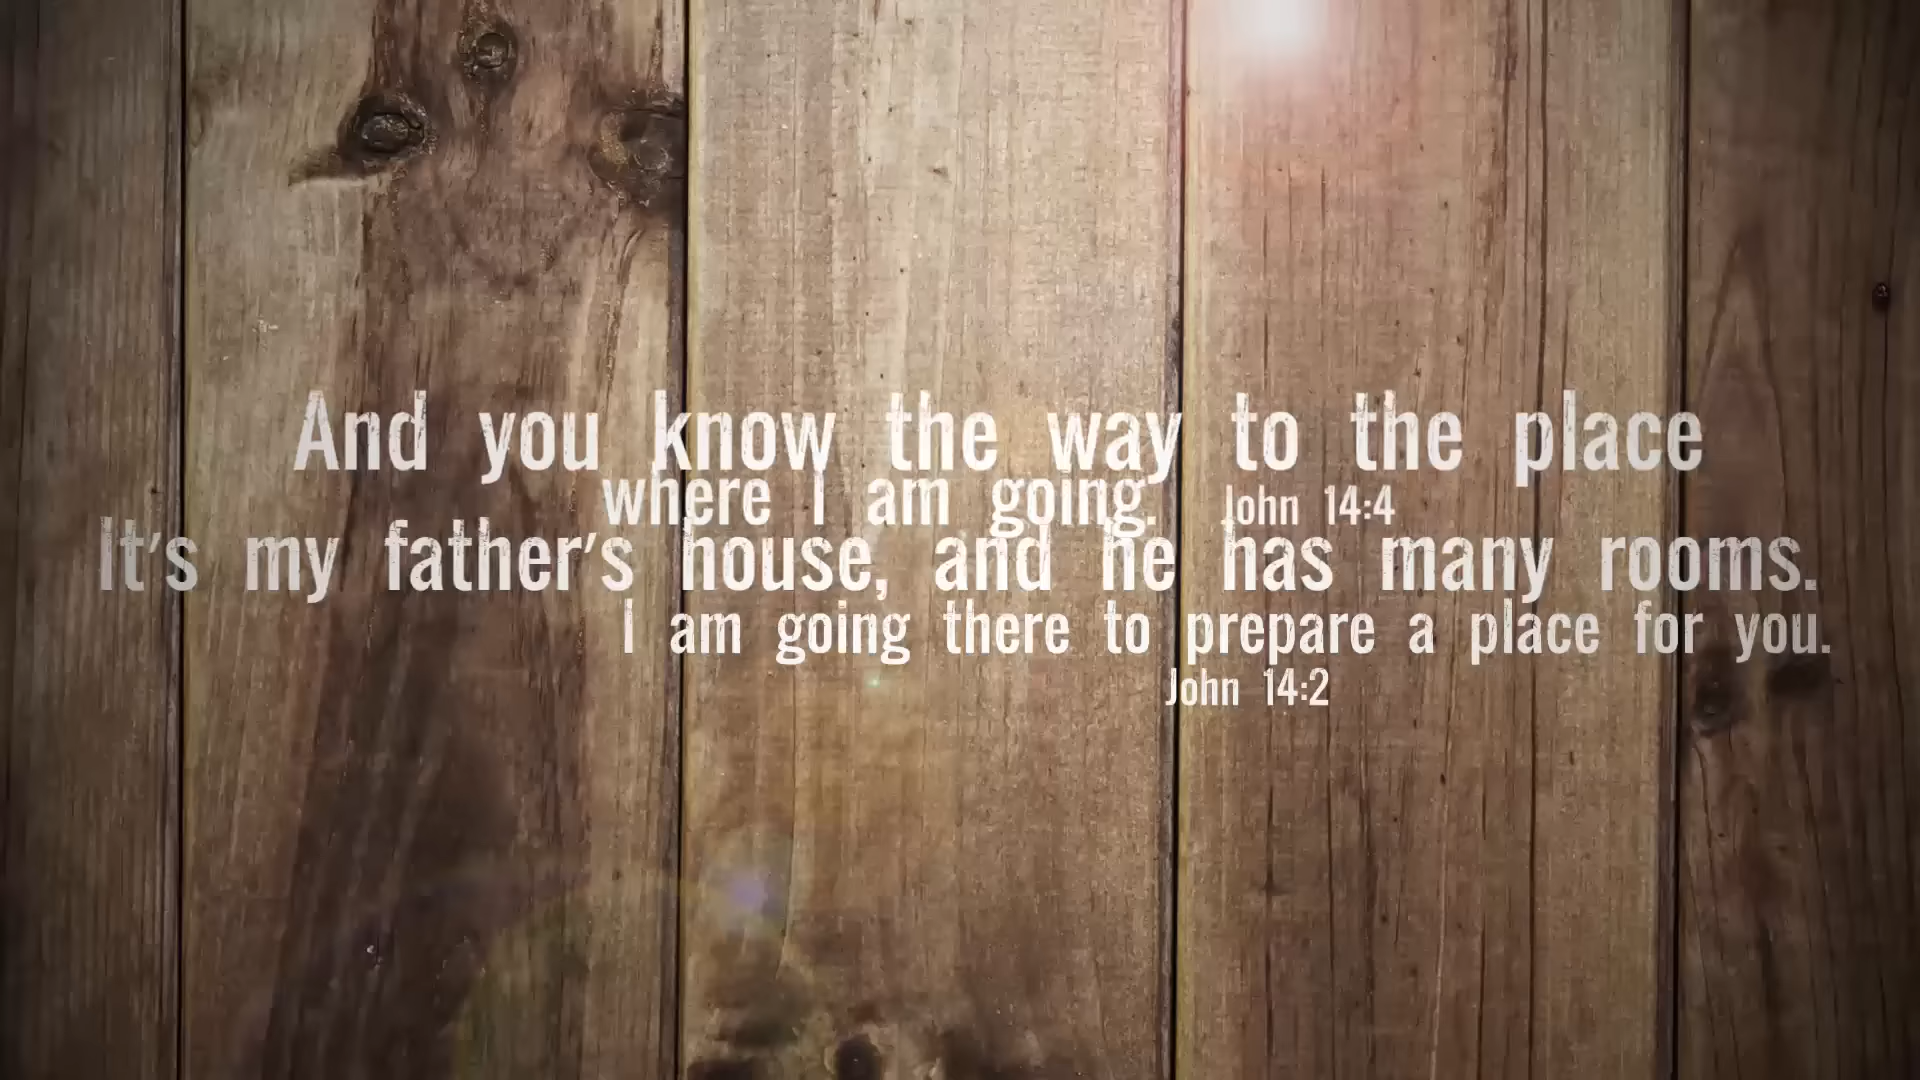 And you know the way to the place
where I am going. John 14:4
It's my father's house, and he has many rooms.
I am going there to prepare a place for you.
John 14:2